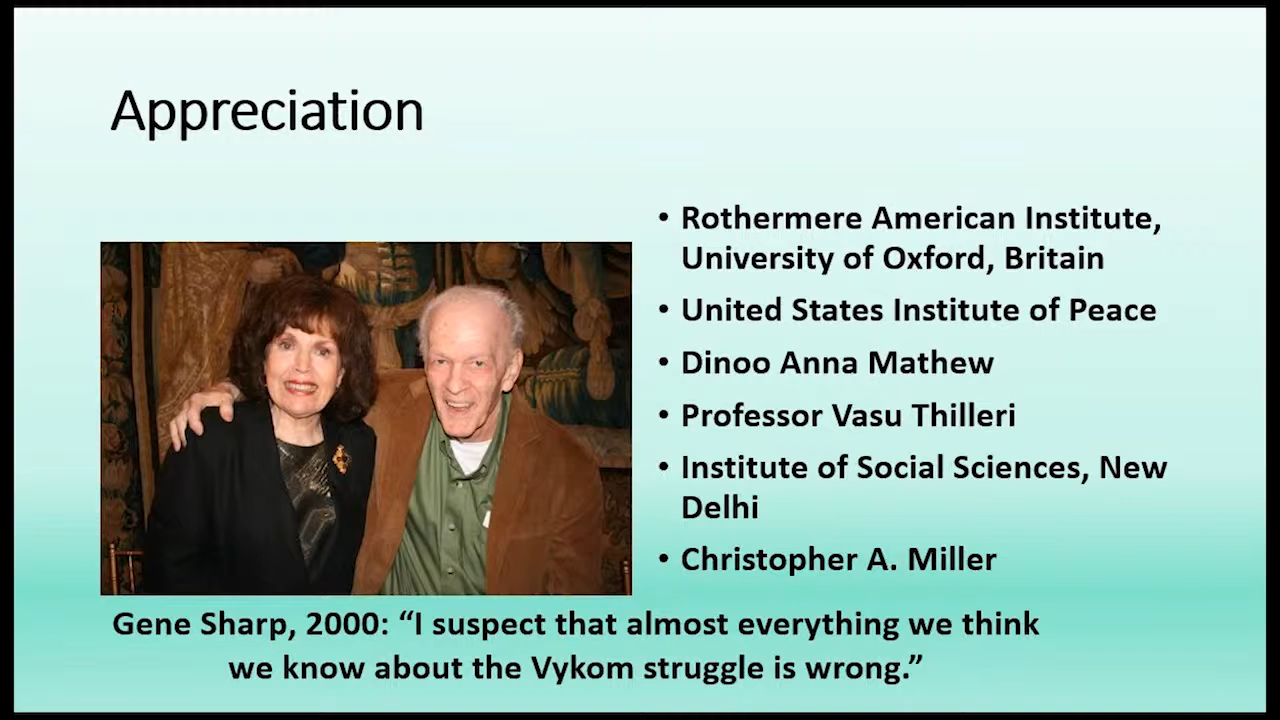 Appreciation
• Rothermere American Institute,
University of Oxford, Britain
• United States Institute of Peace
• Dinoo Anna Mathew
• Professor Vasu Thilleri
• Institute of Social Sciences, New
Delhi
• Christopher A. Miller
Gene Sharp, 2000: “I suspect that almost everything we think
we know about the Vykom struggle is wrong.”